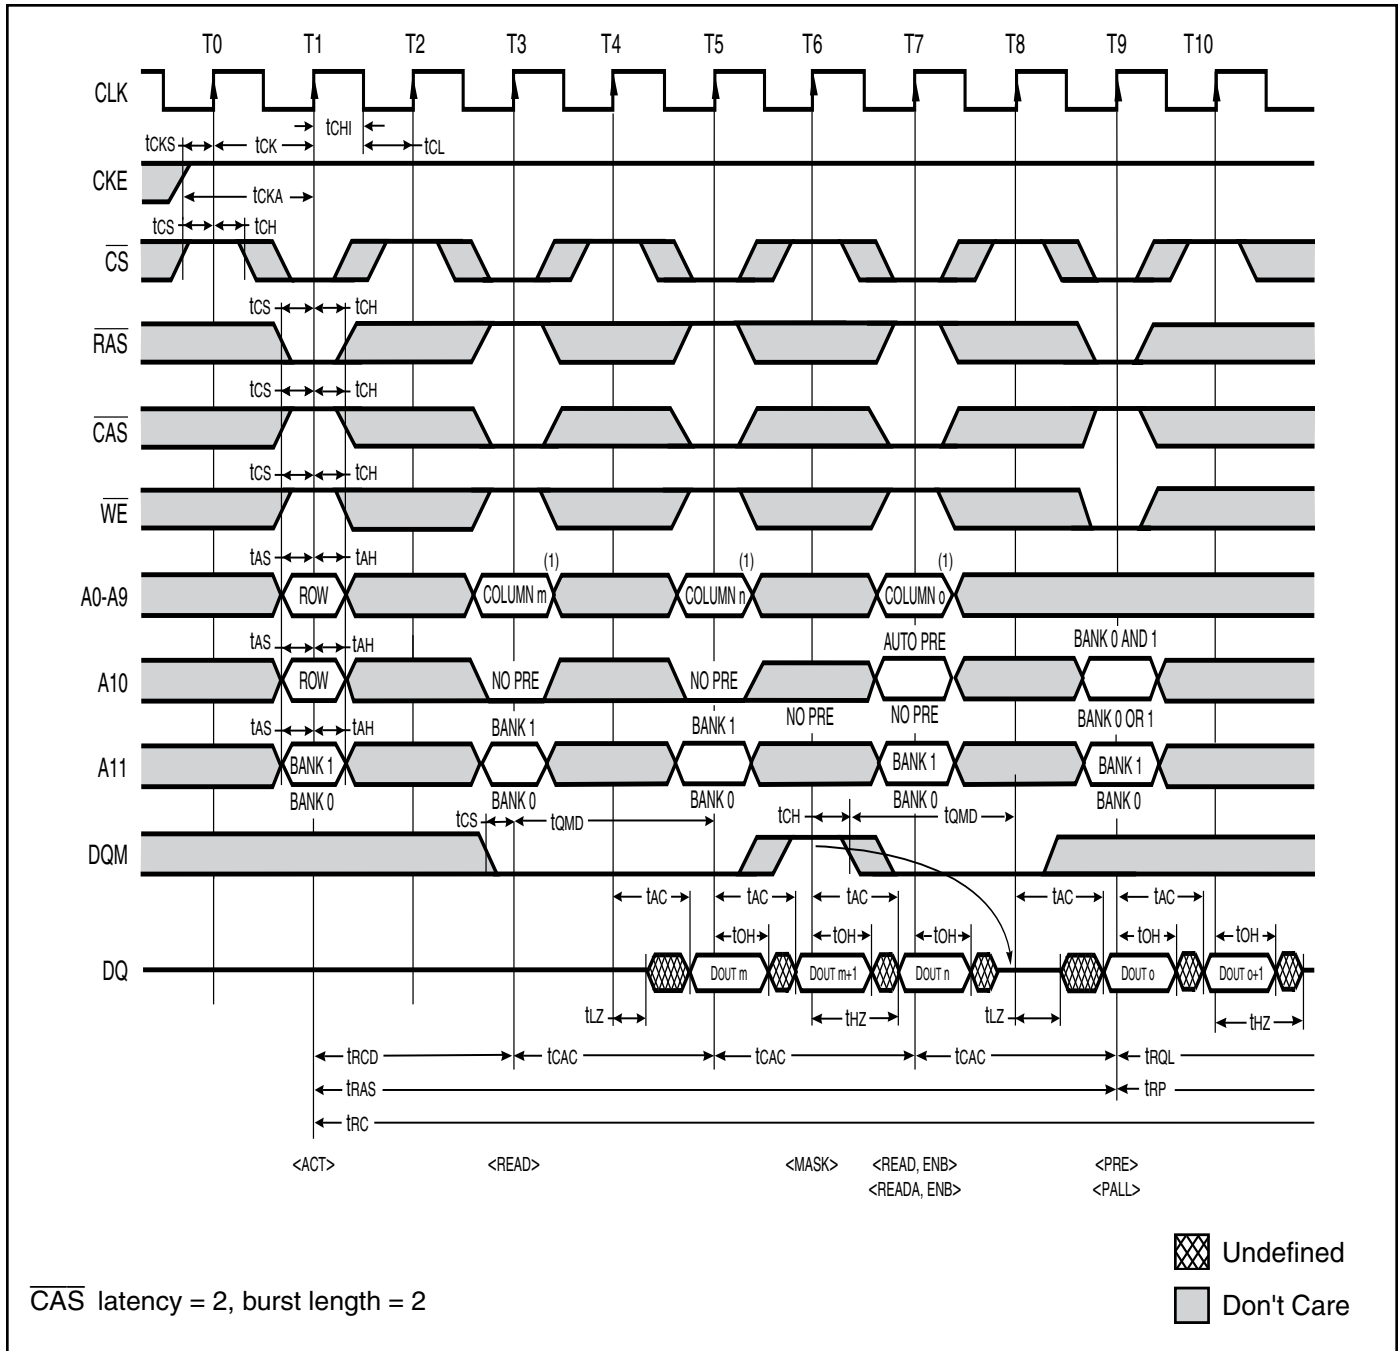 T0 T1 T2 T3 T4 T5 T6 T7 T8 T9 T10
CLK
tCHI
tCKS tCK tCL
CKE
tCKA
tCS tCH
CS
tCS tCH
RAS
tCS tCH
CAS
tCS tCH
WE
tAS tAH (1) (1) (1)
A0-A9 ROW COLUMN m COLUMN n COLUMN o
tAS tAH AUTO PRE BANK 0 AND 1
A10 ROW NO PRE NO PRE
NO PRE NO PRE BANK 0 OR 1
tAS tAH BANK 1 BANK 1
A11 BANK 1 BANK 1 BANK 1
BANK 0 BANK 0 BANK 0 BANK 0 BANK 0
tCS tQMD tCH tQMD
DQM
tAC tAC tAC tAC tAC
tOH tOH tOH tOH tOH
DQ DOUT m DOUT m+1 DOUT n DOUT o DOUT o+1
tLZ tHZ tLZ tHZ
tRCD tCAC tCAC tCAC tRQL
tRAS tRP
tRC
<ACT> <READ> <MASK> <READ, ENB> <PRE>
<READA, ENB> <PALL>
Undefined
CAS latency = 2, burst length = 2
Don't Care